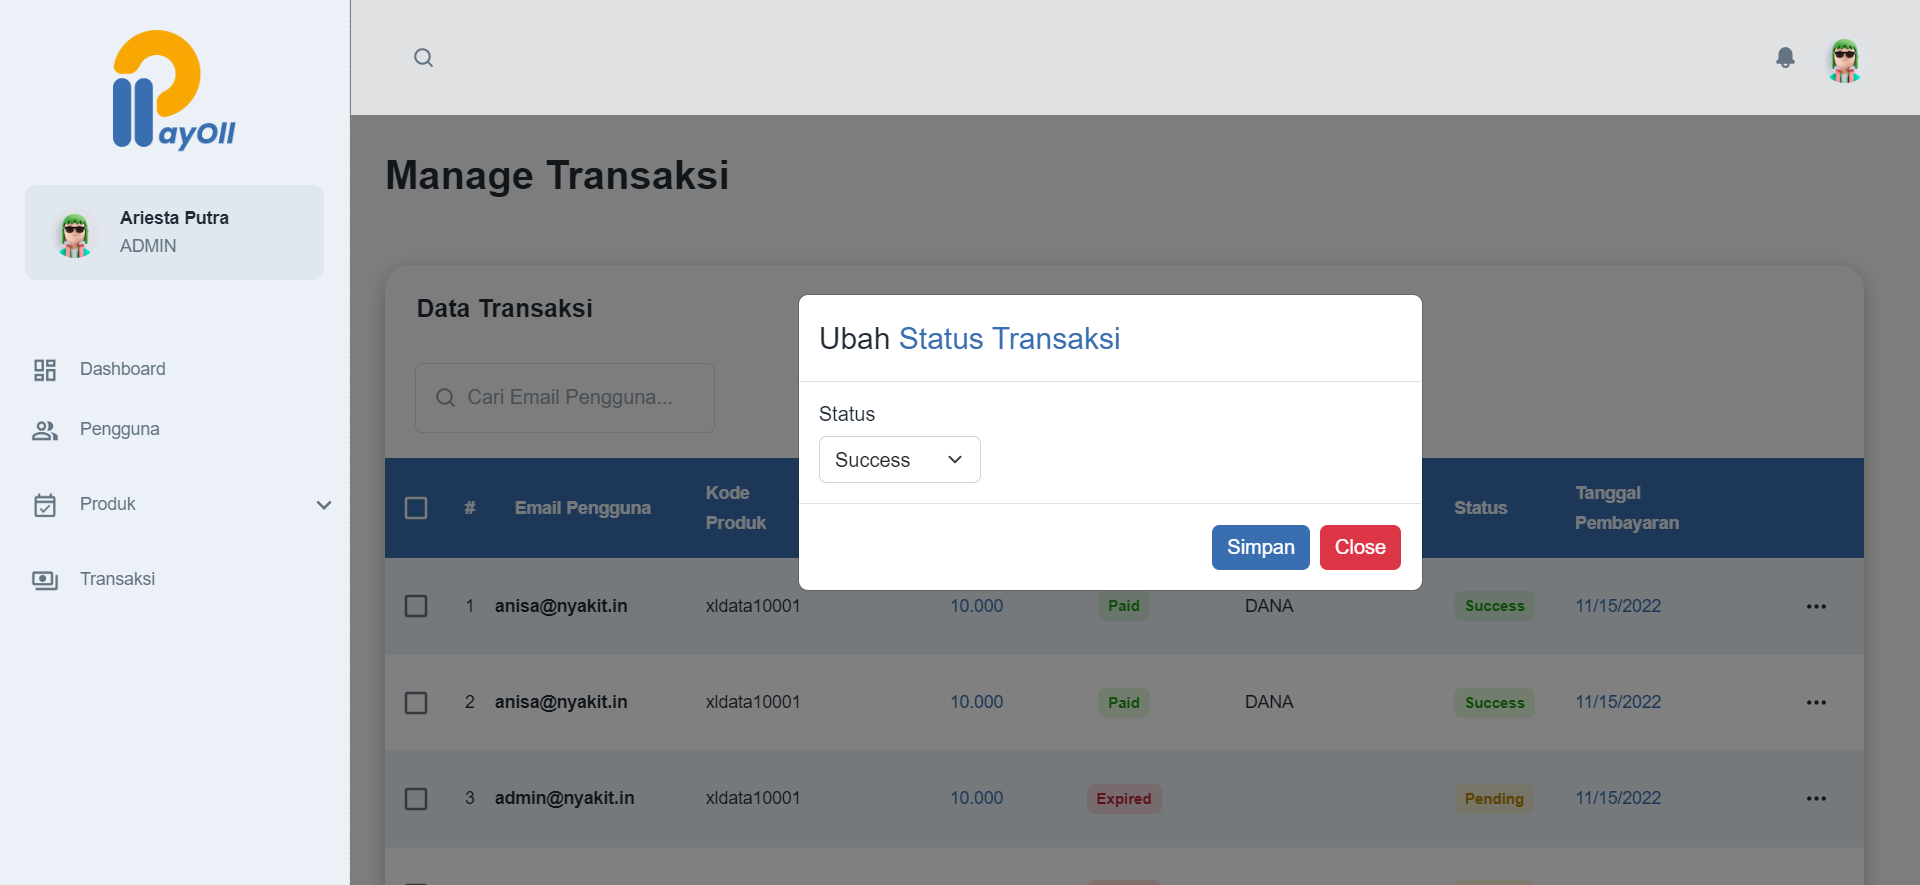 ayOll
Ariesta Putra
ADMIN
Dashboard
Pengguna
Produk
Transaksi
Manage Transaksi
Data Transaksi
Cari Email Pengguna...
# Email Pengguna Kode Produk Status Tanggal Pembayaran
1 anisa@nyakit.in xldata10001 10.000 Paid DANA Success 11/15/2022
2 anisa@nyakit.in xldata10001 10.000 Paid DANA Success 11/15/2022
3 admin@nyakit.in xldata10001 10.000 Expired Pending 11/15/2022
Ubah Status Transaksi
Status
Success
Simpan Close